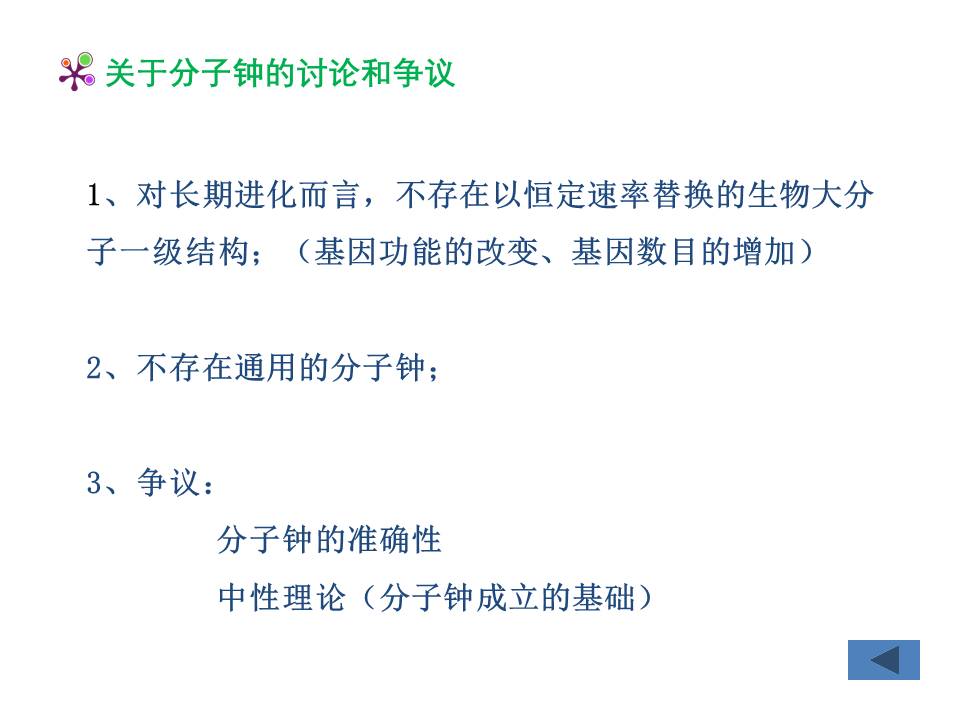 关于分子钟的讨论和争议
1、对长期进化而言，不存在以恒定速率替换的生物大分
子一级结构；（基因功能的改变、基因数目的增加）
2、不存在通用的分子钟；
3、争议：
分子钟的准确性
中性理论（分子钟成立的基础）